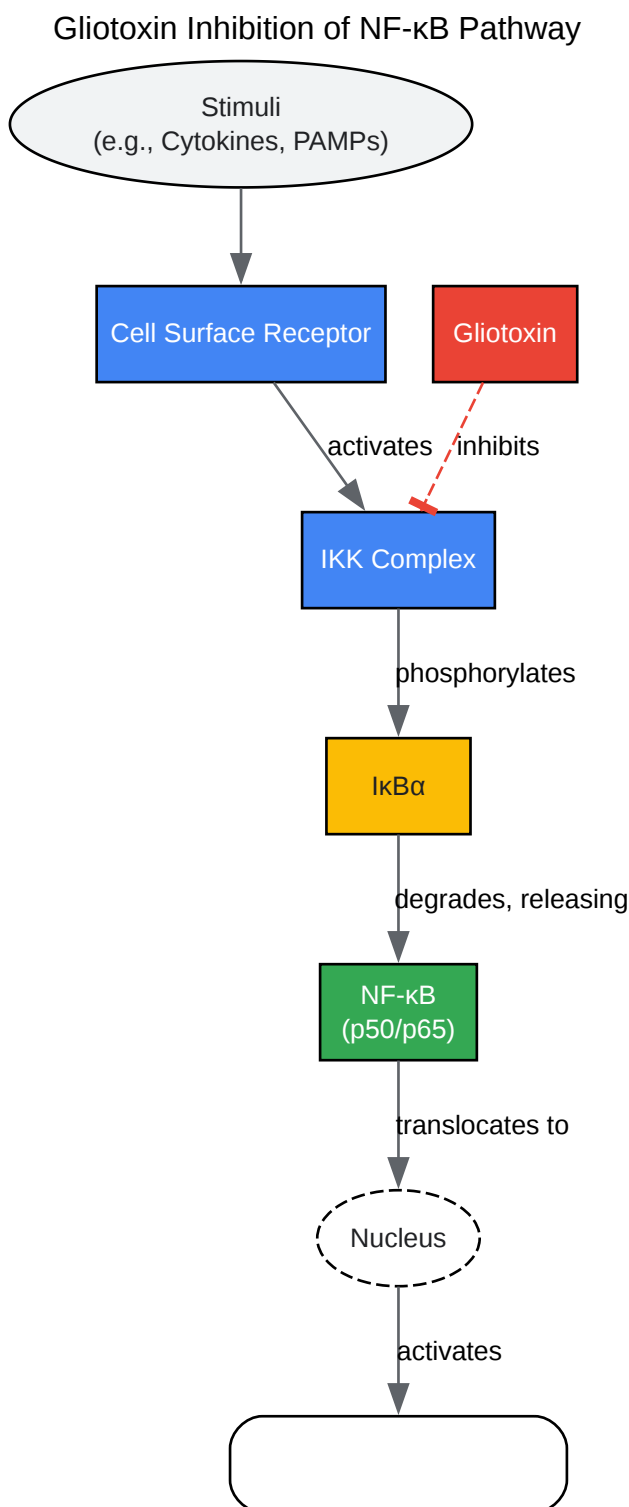 Gliotoxin Inhibition of NF-κB Pathway
Stimuli
(e.g., Cytokines, PAMPs)
Cell Surface Receptor
Gliotoxin
activates
inhibits
IKK Complex
phosphorylates
IκBα
degrades, releasing
NF-κB
(p50/p65)
translocates to
Nucleus
activates